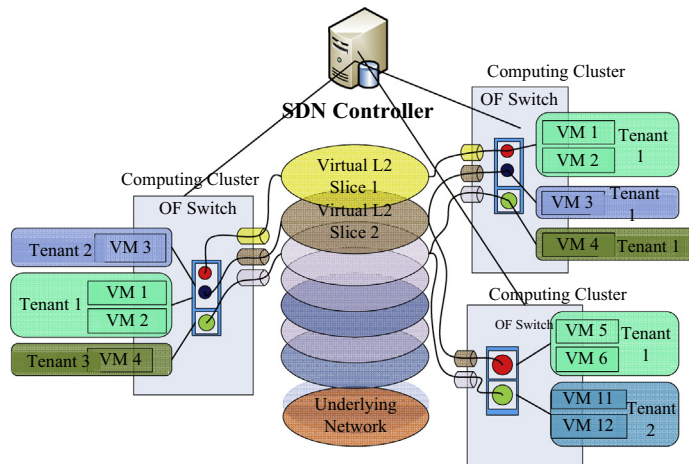 SDN Controller
Computing Cluster
OF Switch
VM 1
VM 2
Tenant
1
VM 3
Tenant
1
VM 4
Tenant 1
Virtual L2
Slice 1
Virtual L2
Slice 2
Underlying
Network
Computing Cluster
OF Switch
Tenant 2
VM 3
Tenant 1
VM 1
VM 2
Tenant 3
VM 4
Computing Cluster
OF Switch
VM 5
VM 6
Tenant
1
VM 11
VM 12
Tenant
2